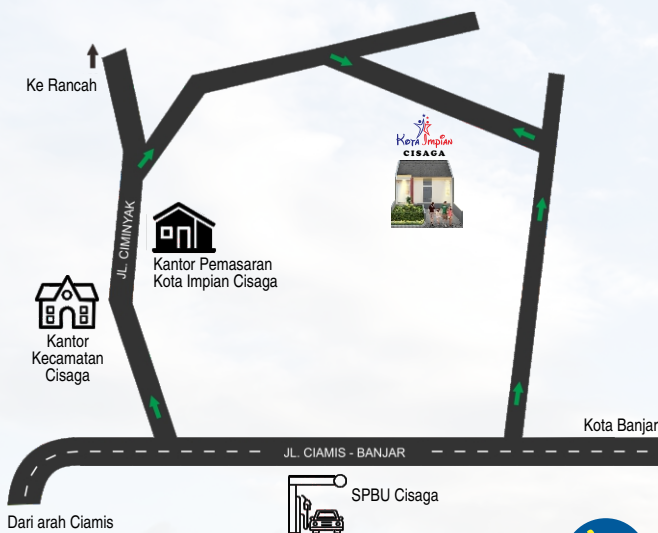 Ke Rancah
Kota Impian
CISAGA
JL. CIMINYAK
Kantor Pemasaran
Kota Impian Cisaga
Kantor
Kecamatan
Cisaga
Kota Banjar
JL. CIAMIS - BANJAR
SPBU Cisaga
Dari arah Ciamis